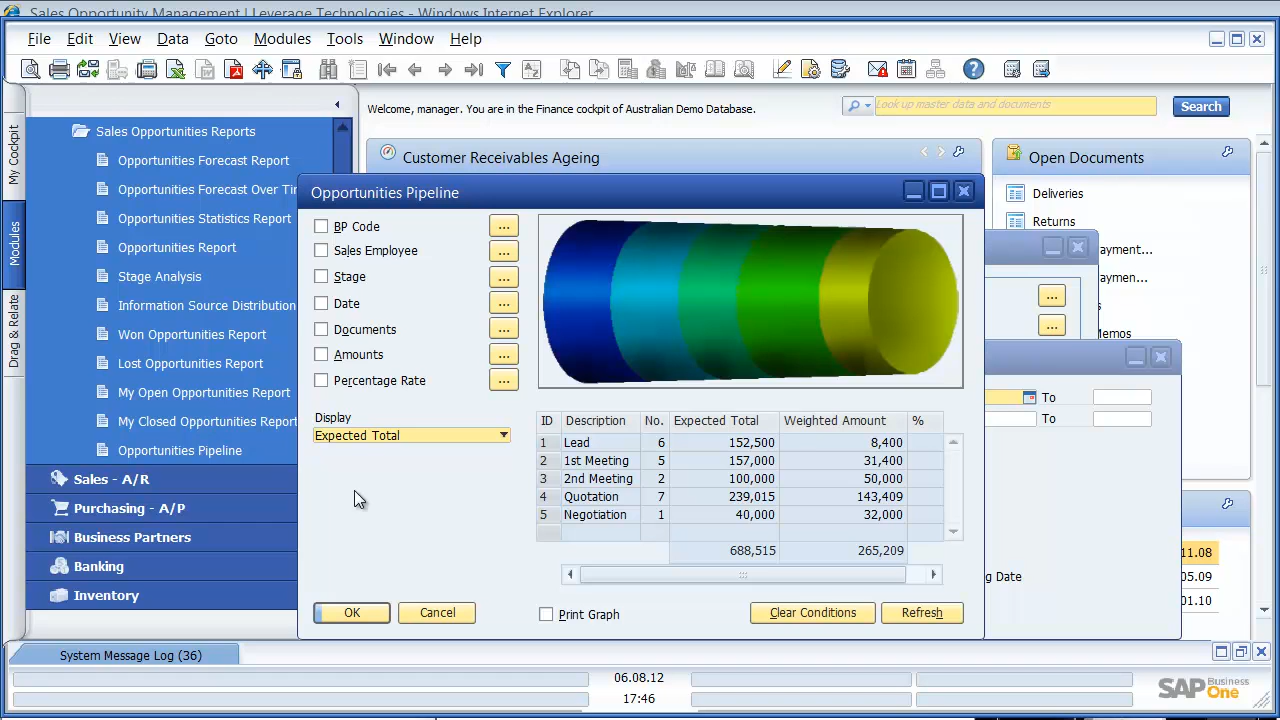 Sales Opportunity Management | Leverage Technologies - Windows Internet Explorer
File Edit View Data Goto Modules Tools Window Help
Welcome, manager. You are in the Finance cockpit of Australian Demo Database.
Look up master data and documents
Search
My Cockpit
Modules
Drag & Relate
Sales Opportunities Reports
Opportunities Forecast Report
Opportunities Forecast Over Tin
Opportunities Statistics Report
Opportunities Report
Stage Analysis
Information Source Distribution
Won Opportunities Report
Lost Opportunities Report
My Open Opportunities Report
My Closed Opportunities Report
Opportunities Pipeline
Sales - A/R
Purchasing - A/P
Business Partners
Banking
Inventory
Customer Receivables Ageing
Open Documents
Deliveries
Returns
ayment...
aymen...
s
Memos
To
To
g Date
11.08
05.09
01.10
Opportunities Pipeline
BP Code ...
Sales Employee ...
Stage ...
Date ...
Documents ...
Amounts ...
Percentage Rate ...
Display
Expected Total
ID Description No. Expected Total Weighted Amount %
1 Lead 6 152,500 8,400
2 1st Meeting 5 157,000 31,400
3 2nd Meeting 2 100,000 50,000
4 Quotation 7 239,015 143,409
5 Negotiation 1 40,000 32,000
688,515 265,209
OK Cancel Print Graph Clear Conditions Refresh
System Message Log (36)
06.08.12
17:46
SAP Business One